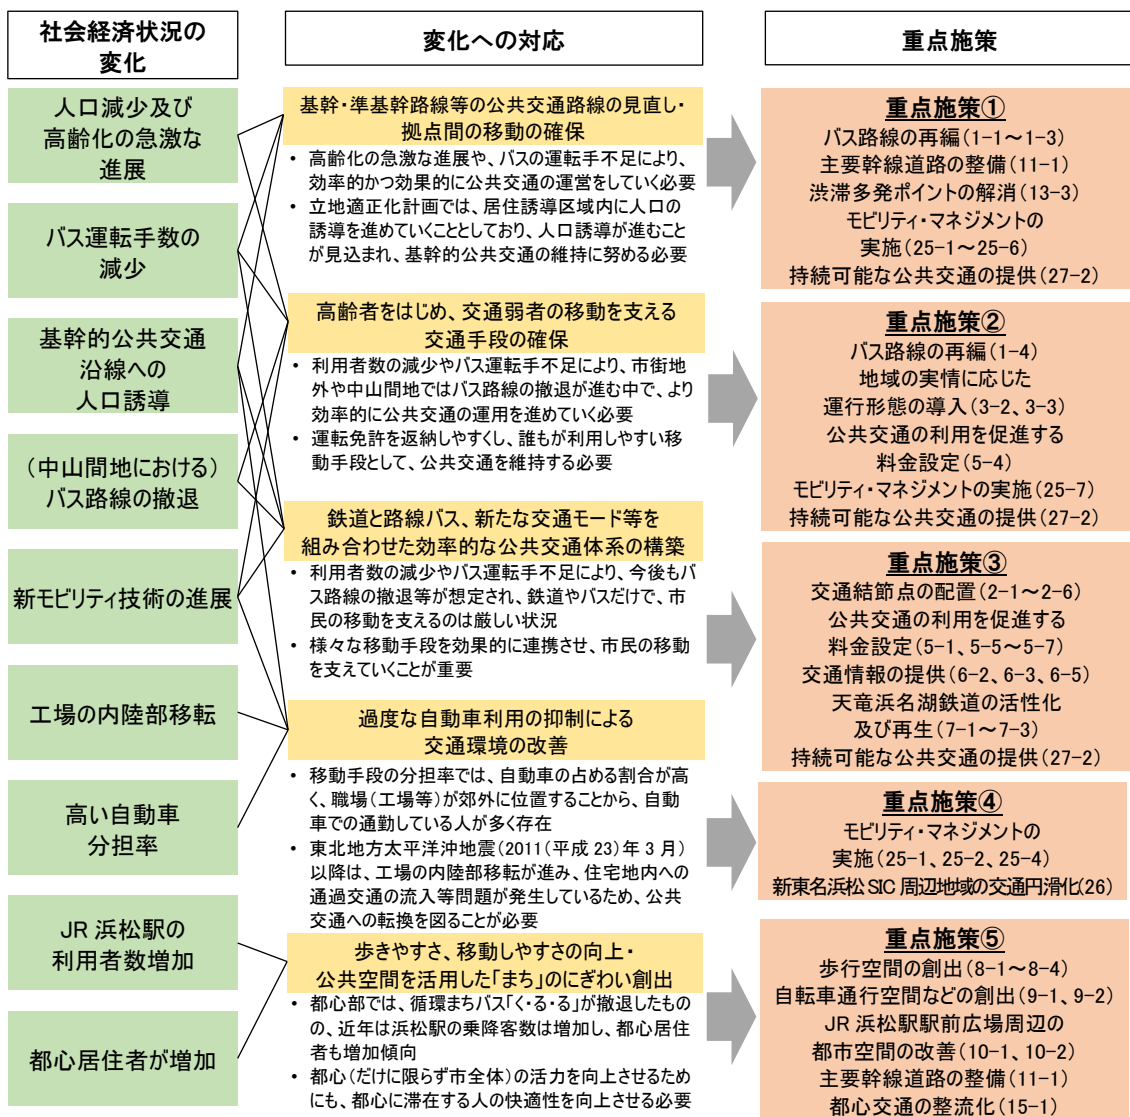 社会経済状況の
変化
変化への対応
重点施策
人口減少及び
高齢化の急激な
進展
バス運転手数の
減少
基幹的公共交通
沿線への
人口誘導
（中山間地における）
バス路線の撤退
新モビリティ技術の進展
工場の内陸部移転
高い自動車
分担率
JR 浜松駅の
利用者数増加
都心居住者が増加
基幹・準基幹路線等の公共交通路線の見直し・
拠点間の移動の確保
• 高齢化の急激な進展や、バスの運転手不足により、
効率的かつ効果的に公共交通の運営をしていく必要
• 立地適正化計画では、居住誘導区域内に人口の
誘導を進めていくこととしており、人口誘導が進むこと
が見込まれ、基幹的公共交通の維持に努める必要
高齢者をはじめ、交通弱者の移動を支える
交通手段の確保
• 利用者数の減少やバス運転手不足により、市街地
外や中山間地ではバス路線の撤退が進む中で、より
効率的に公共交通の運用を進めていく必要
• 運転免許を返納しやすくし、誰もが利用しやすい移
動手段として、公共交通を維持する必要
鉄道と路線バス、新たな交通モード等を
組み合わせた効率的な公共交通体系の構築
• 利用者数の減少やバス運転手不足により、今後もバ
ス路線の撤退等が想定され、鉄道やバスだけで、市
民の移動を支えるのは厳しい状況
• 様々な移動手段を効果的に連携させ、市民の移動
を支えていくことが重要
過度な自動車利用の抑制による
交通環境の改善
• 移動手段の分担率では、自動車の占める割合が高
く、職場（工場等）が郊外に位置することから、自動
車での通勤している人が多く存在
• 東北地方太平洋沖地震（2011（平成 23）年 3 月）
以降は、工場の内陸部移転が進み、住宅地内への
通過交通の流入等問題が発生しているため、公共
交通への転換を図ることが必要
歩きやすさ、移動しやすさの向上・
公共空間を活用した「まち」のにぎわい創出
• 都心部では、循環まちバス「く・る・る」が撤退したもの
の、近年は浜松駅の乗降客数は増加し、都心居住
者も増加傾向
• 都心（だけに限らず市全体）の活力を向上させるため
にも、都心に滞在する人の快適性を向上させる必要
重点施策①
バス路線の再編（1-1～1-3）
主要幹線道路の整備（11-1）
渋滞多発ポイントの解消（13-3）
モビリティ・マネジメントの
実施（25-1～25-6）
持続可能な公共交通の提供（27-2）
重点施策②
バス路線の再編（1-4）
地域の実情に応じた
運行形態の導入（3-2、3-3）
公共交通の利用を促進する
料金設定（5-4）
モビリティ・マネジメントの実施（25-7）
持続可能な公共交通の提供（27-2）
重点施策③
交通結節点の配置（2-1～2-6）
公共交通の利用を促進する
料金設定（5-1、5-5～5-7）
交通情報の提供（6-2、6-3、6-5）
天竜浜名湖鉄道の活性化
及び再生（7-1～7-3）
持続可能な公共交通の提供（27-2）
重点施策④
モビリティ・マネジメントの
実施（25-1、25-2、25-4）
新東名浜松 SIC 周辺地域の交通円滑化(26)
重点施策⑤
歩行空間の創出（8-1～8-4）
自転車通行空間などの創出（9-1、9-2）
JR 浜松駅駅前広場周辺の
都市空間の改善（10-1、10-2）
主要幹線道路の整備（11-1）
都心交通の整流化（15-1）